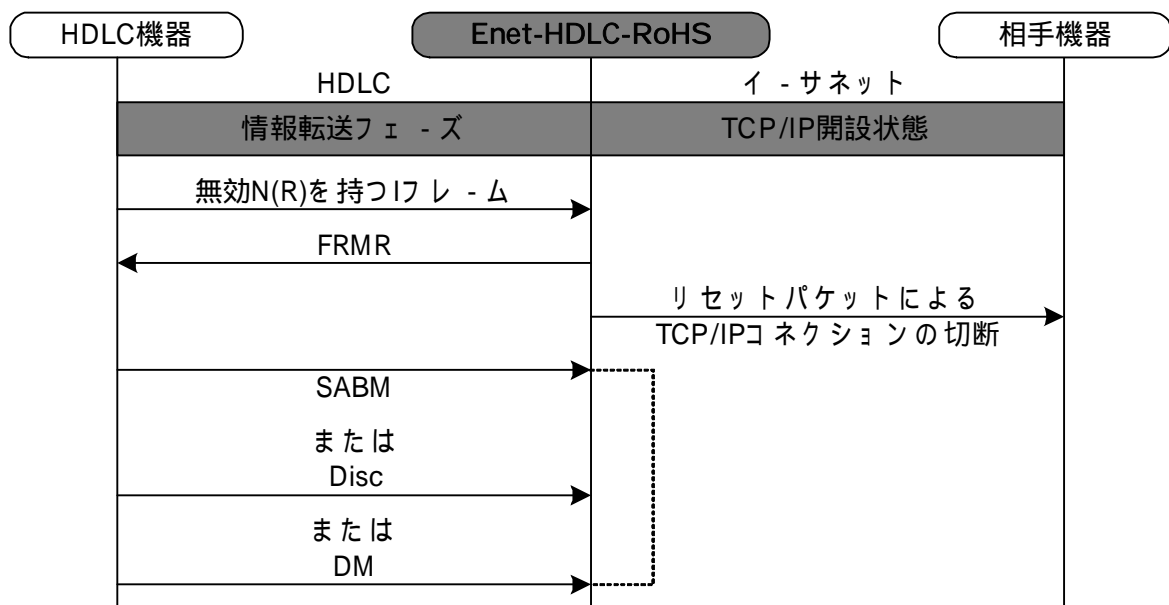 HDLC機器
Enet-HDLC-RoHS
相手機器
HDLC
イ-サネット
情報転送フェ-ズ
TCP/IP開設状態
無効N(R)を持つIフレ-ム
FRMR
リセットパケットによる
TCP/IPコネクションの切断
SABM
または
Disc
または
DM